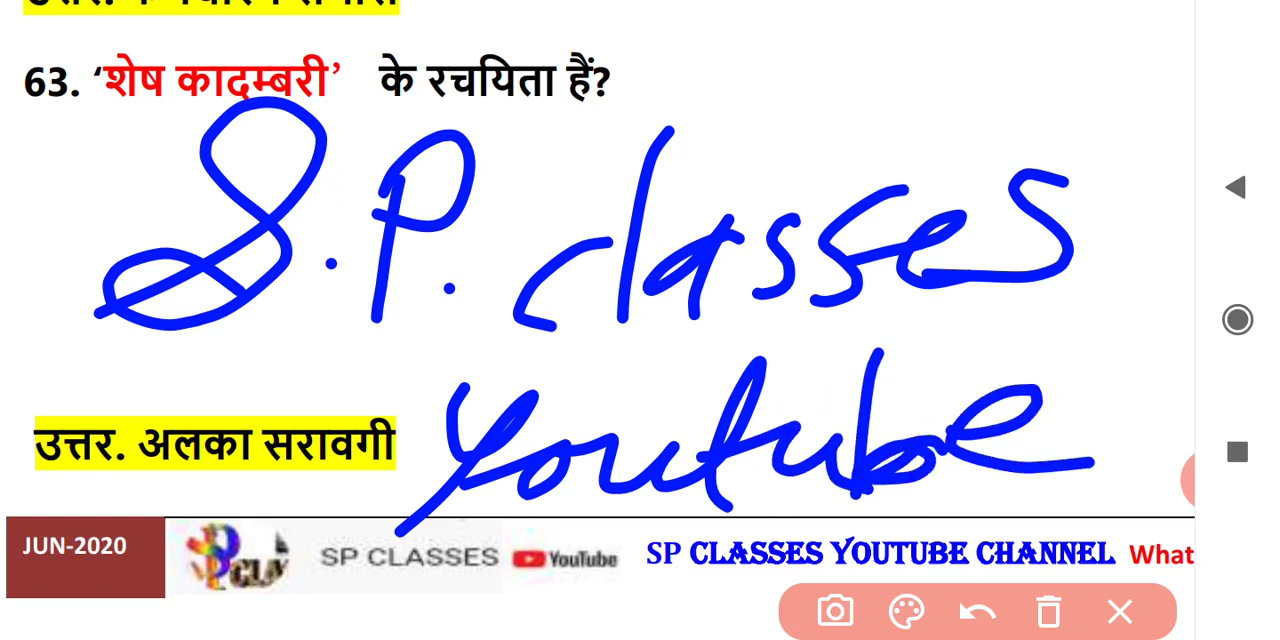 63. ‘शेष कादम्बरी’ के रचयिता हैं?
S.P. classes
Youtube
उत्तर. अलका सरावगी
JUN-2020 SP CLASSES YouTube SP CLASSES YOUTUBE CHANNEL What